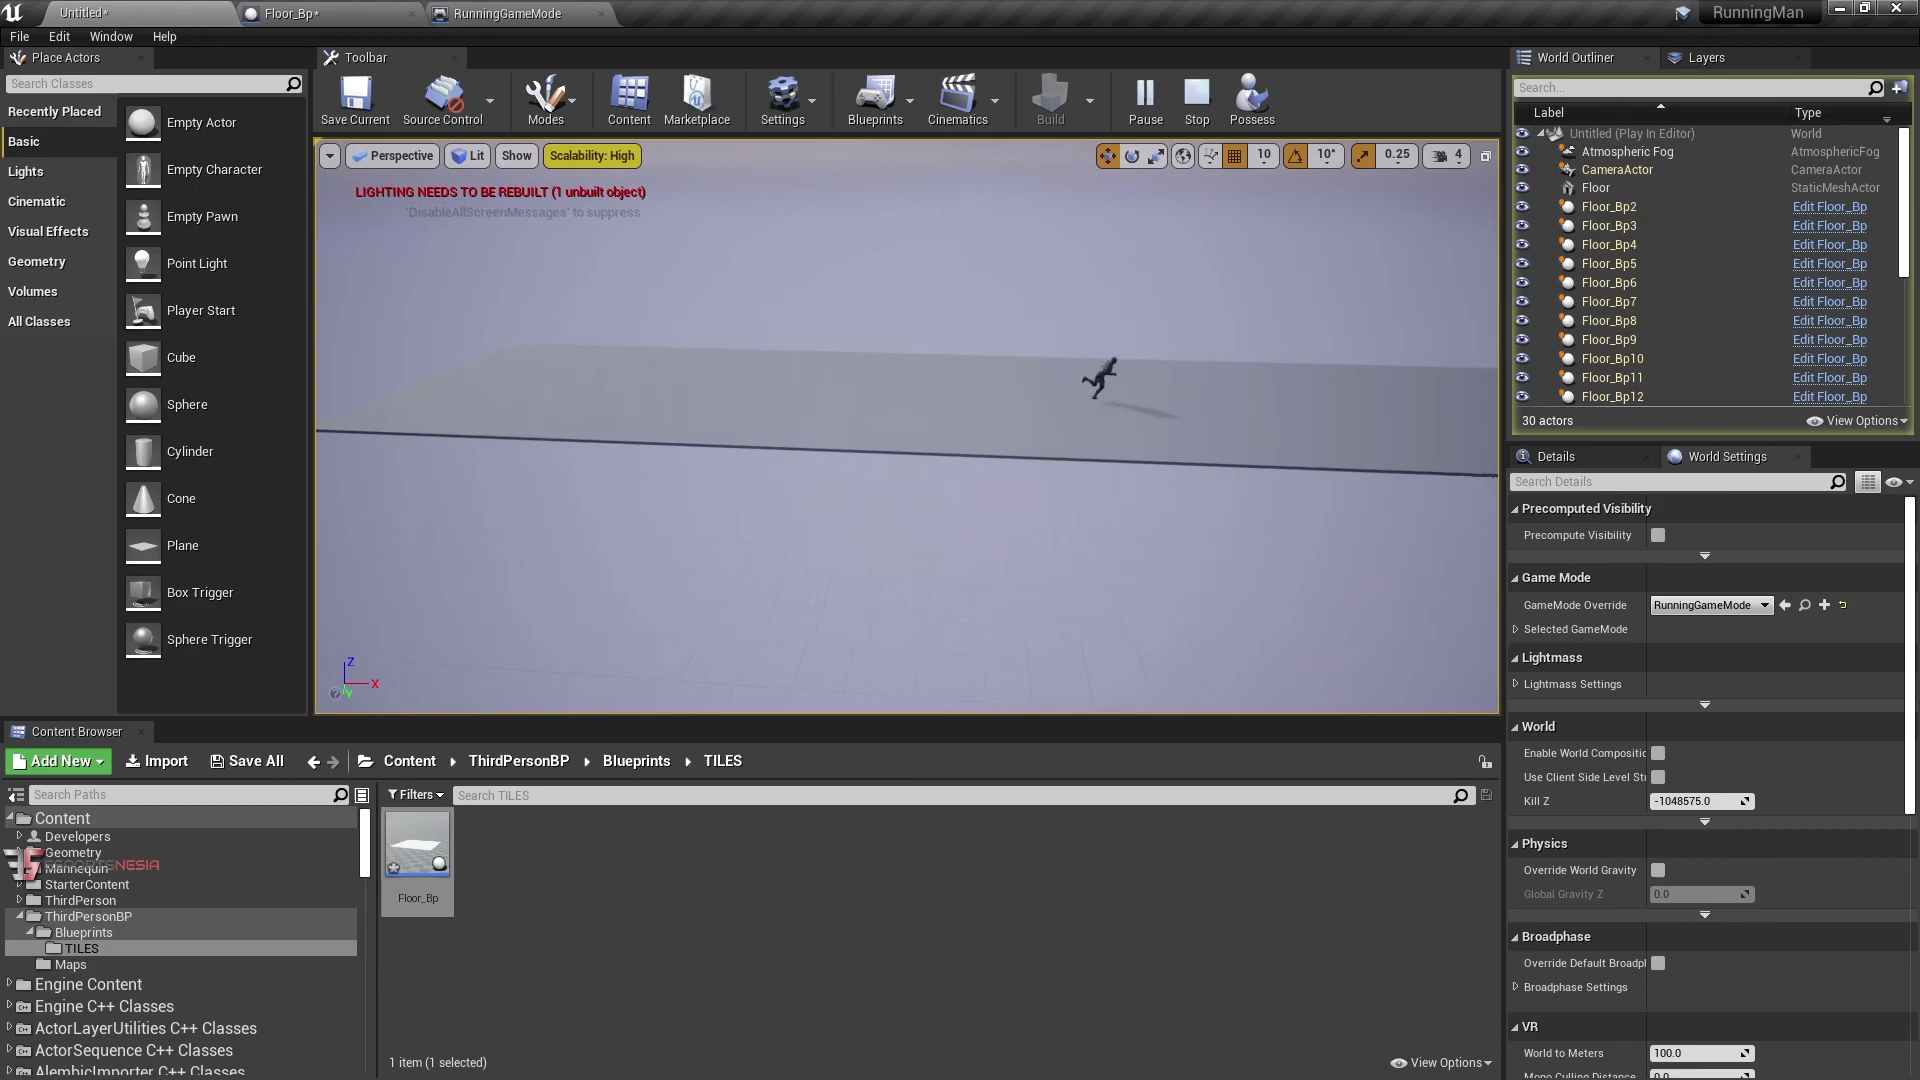 Untitled*
Floor_Bp*
RunningGameMode
RunningMan
File Edit Window Help
Place Actors
Search Classes
Recently Placed
Basic
Lights
Cinematic
Visual Effects
Geometry
Volumes
All Classes
Empty Actor
Empty Character
Empty Pawn
Point Light
Player Start
Cube
Sphere
Cylinder
Cone
Plane
Box Trigger
Sphere Trigger
Toolbar
Save Current
Source Control
Modes
Content
Marketplace
Settings
Blueprints
Cinematics
Build
Pause
Stop
Possess
Perspective
Lit
Show
Scalability: High
10
10°
0.25
4
LIGHTING NEEDS TO BE REBUILT (1 unbuilt object)
'DisableAllScreenMessages' to suppress
Z
X
Y
World Outliner
Layers
Search...
Label Type
Untitled (Play In Editor) World
Atmospheric Fog AtmosphericFog
CameraActor CameraActor
Floor StaticMeshActor
Floor_Bp2 Edit Floor_Bp
Floor_Bp3 Edit Floor_Bp
Floor_Bp4 Edit Floor_Bp
Floor_Bp5 Edit Floor_Bp
Floor_Bp6 Edit Floor_Bp
Floor_Bp7 Edit Floor_Bp
Floor_Bp8 Edit Floor_Bp
Floor_Bp9 Edit Floor_Bp
Floor_Bp10 Edit Floor_Bp
Floor_Bp11 Edit Floor_Bp
Floor_Bp12 Edit Floor_Bp
30 actors
View Options
Details
World Settings
Search Details
Precomputed Visibility
Precompute Visibility
Game Mode
GameMode Override RunningGameMode
Selected GameMode
Lightmass
Lightmass Settings
World
Enable World Compositic
Use Client Side Level Str
Kill Z -1048575.0
Physics
Override World Gravity
Global Gravity Z 0.0
Broadphase
Override Default Broadpl
Broadphase Settings
VR
World to Meters 100.0
Mono Culling Distance 0.0
Content Browser
Add New
Import
Save All
Content
ThirdPersonBP
Blueprints
TILES
Search Paths
Filters
Search TILES
Content
Developers
Geometry
Mannequin
StarterContent
ThirdPerson
ThirdPersonBP
Blueprints
TILES
Maps
Engine Content
Engine C++ Classes
ActorLayerUtilities C++ Classes
ActorSequence C++ Classes
AlembicImporter C++ Classes
ESPORTSNESIA
Floor_Bp
1 item (1 selected)
View Options